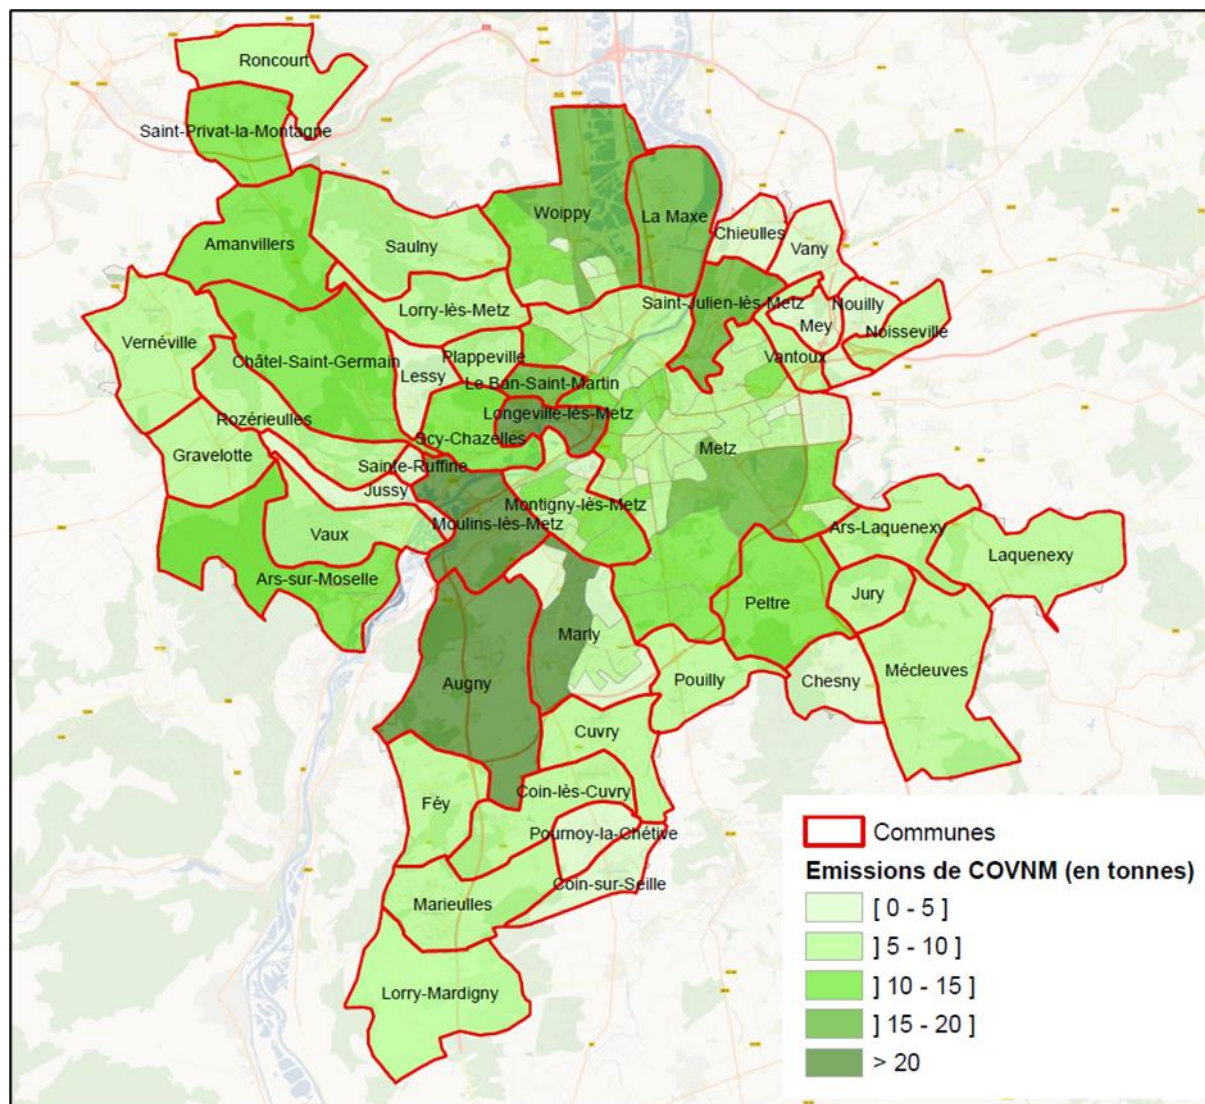 Roncourt
Saint-Privat-la-Montagne
Woippy
La Maxe
Amanvillers
Saulny
Chieulles
Vany
Lorry-lès-Metz
Saint-Julien-lès-Metz
Nouilly
Mey
Noisseville
Vernéville
Châtel-Saint-Germain
Plappeville
Vantoux
Lessy
Le Ban-Saint-Martin
Rozérieulles
Longeville-lès-Metz
Scy-Chazelles
Metz
Gravelotte
Sainte-Ruffine
Jussy
Montigny-lès-Metz
Moulins-lès-Metz
Vaux
Ars-Laquenexy
Laquenexy
Ars-sur-Moselle
Peltre
Jury
Marly
Augny
Pouilly
Chesny
Mécleuves
Cuvry
Féy
Coin-lès-Cuvry
Pournoy-la-Chétive
Coin-sur-Seille
Marieulles
Lorry-Mardigny
Communes
Emissions de COVNM (en tonnes)
[ 0 - 5 ]
] 5 - 10 ]
] 10 - 15 ]
] 15 - 20 ]
> 20